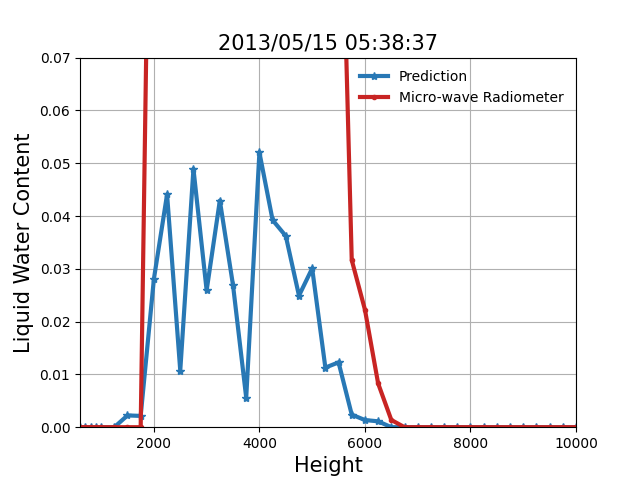 2013/05/15 05:38:37
Prediction
Micro-wave Radiometer
Liquid Water Content
0.07
0.06
0.05
0.04
0.03
0.02
0.01
0.00
2000 4000 6000 8000 10000
Height